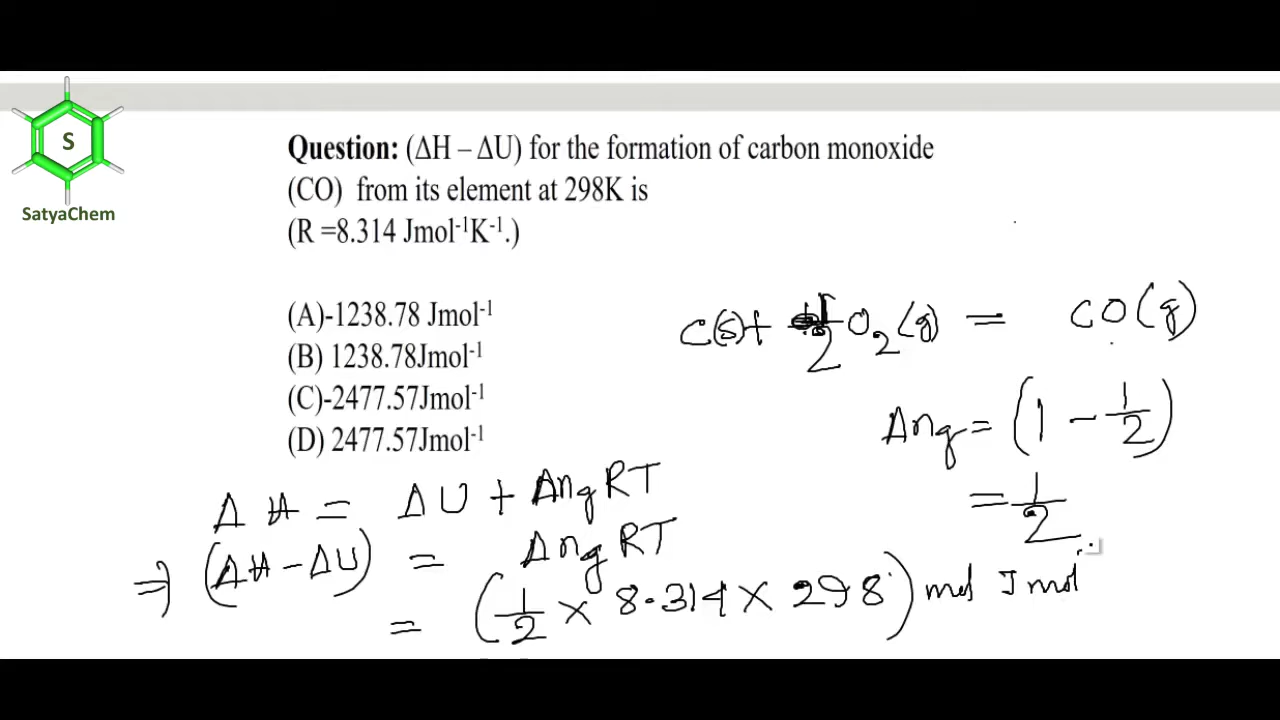 S
SatyaChem
Question: (ΔH – ΔU) for the formation of carbon monoxide
(CO) from its element at 298K is
(R =8.314 Jmol⁻¹K⁻¹.)
(A)-1238.78 Jmol⁻¹
(B) 1238.78Jmol⁻¹
(C)-2477.57Jmol⁻¹
(D) 2477.57Jmol⁻¹
C(s)+ 1/2 O₂(g) = CO(g)
Δng = (1 – 1/2)
= 1/2
ΔH = ΔU + ΔngRT
⇒ (ΔH – ΔU) = ΔngRT
= (1/2 × 8.314 × 298) mol J mol